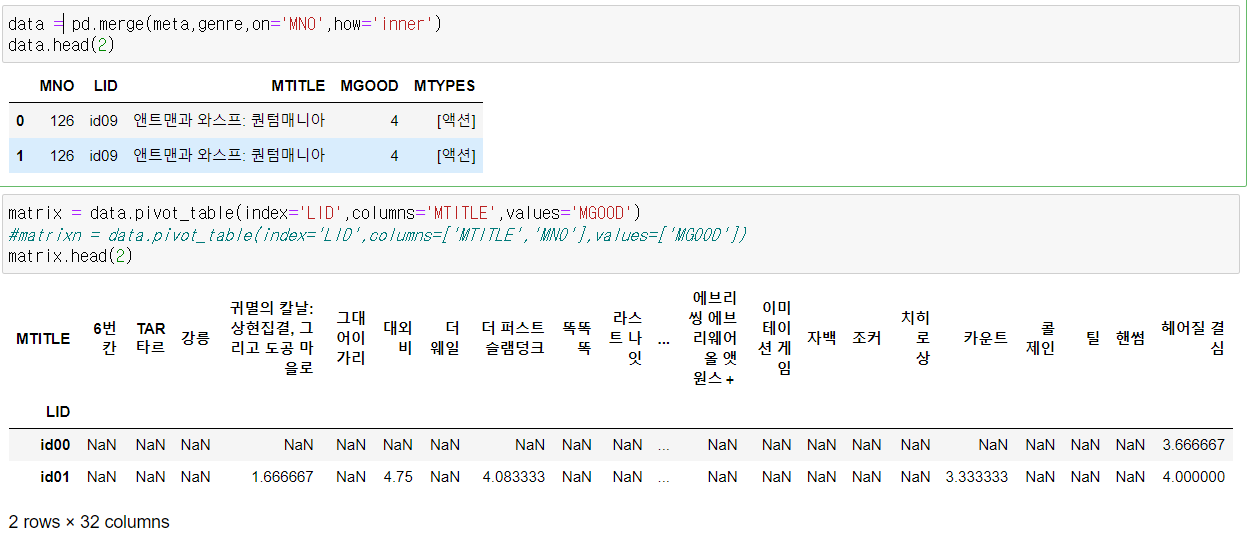 data = pd.merge(meta,genre,on='MNO',how='inner')
data.head(2)
MNO LID MTITLE MGOOD MTYPES
0 126 id09 앤트맨과 와스프: 퀀텀매니아 4 [액션]
1 126 id09 앤트맨과 와스프: 퀀텀매니아 4 [액션]
matrix = data.pivot_table(index='LID',columns='MTITLE',values='MGOOD')
#matrixn = data.pivot_table(index='LID',columns=['MTITLE','MNO'],values=['MGOOD'])
matrix.head(2)
MTITLE
6번
칸
TAR
타르
강릉
귀멸의 칼날:
상현집결, 그
리고 도공 마
을로
그대
어이
가리
대외
비
더
웨일
더 퍼스트
슬램덩크
똑똑
똑
라스
트 나
잇
...
에브리
씽 에브
리웨어
올 앳
원스 +
이미
테이
션 게
임
자백
조커
치히
로
상
카운트
콜
제인
틸
핸썸
헤어질 결
심
LID
id00 NaN NaN NaN NaN NaN NaN NaN NaN NaN NaN ... NaN NaN NaN NaN NaN NaN NaN NaN NaN 3.666667
id01 NaN NaN NaN 1.666667 NaN 4.75 NaN 4.083333 NaN NaN ... NaN NaN NaN NaN NaN 3.333333 NaN NaN NaN 4.000000
2 rows × 32 columns